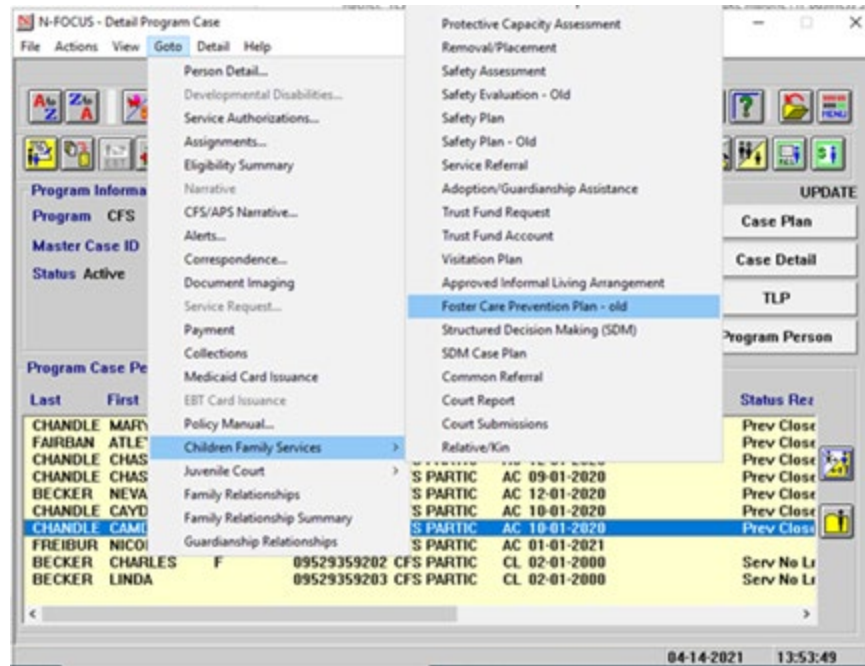 N-FOCUS - Detail Program Case
File Actions View Goto Detail Help
Person Detail...
Developmental Disabilities...
Service Authorizations...
Assignments...
Eligibility Summary
Narrative
CFS/APS Narrative...
Alerts...
Correspondence...
Document Imaging
Service Request...
Payment
Collections
Medicaid Card Issuance
EBT Card Issuance
Policy Manual...
Children Family Services >
Juvenile Court >
Family Relationships
Family Relationship Summary
Guardianship Relationships
Protective Capacity Assessment
Removal/Placement
Safety Assessment
Safety Evaluation - Old
Safety Plan
Safety Plan - Old
Service Referral
Adoption/Guardianship Assistance
Trust Fund Request
Trust Fund Account
Visitation Plan
Approved Informal Living Arrangement
Foster Care Prevention Plan - old
Structured Decision Making (SDM)
SDM Case Plan
Common Referral
Court Report
Court Submissions
Relative/Kin
MENU
Program Informa
UPDATE
Program CFS
Master Case ID
Status Active
Case Plan
Case Detail
TLP
Program Person
Program Case Pe
Last First Status Rea
CHANDLE MARY Prev Close
FAIRBAN ATLE Prev Close
CHANDLE CHAS Prev Close
CHANDLE CHAS S PARTIC AC 09-01-2020 Prev Close
BECKER NEVA S PARTIC AC 12-01-2020 Prev Close
CHANDLE CAYD S PARTIC AC 10-01-2020 Prev Close
CHANDLE CAMD S PARTIC AC 10-01-2020 Prev Close
FREIBUR NICO S PARTIC AC 01-01-2021
BECKER CHARLES F 09529359202 CFS PARTIC CL 02-01-2000 Serv No Lo
BECKER LINDA 09529359203 CFS PARTIC CL 02-01-2000 Serv No Lo
04-14-2021 13:53:49